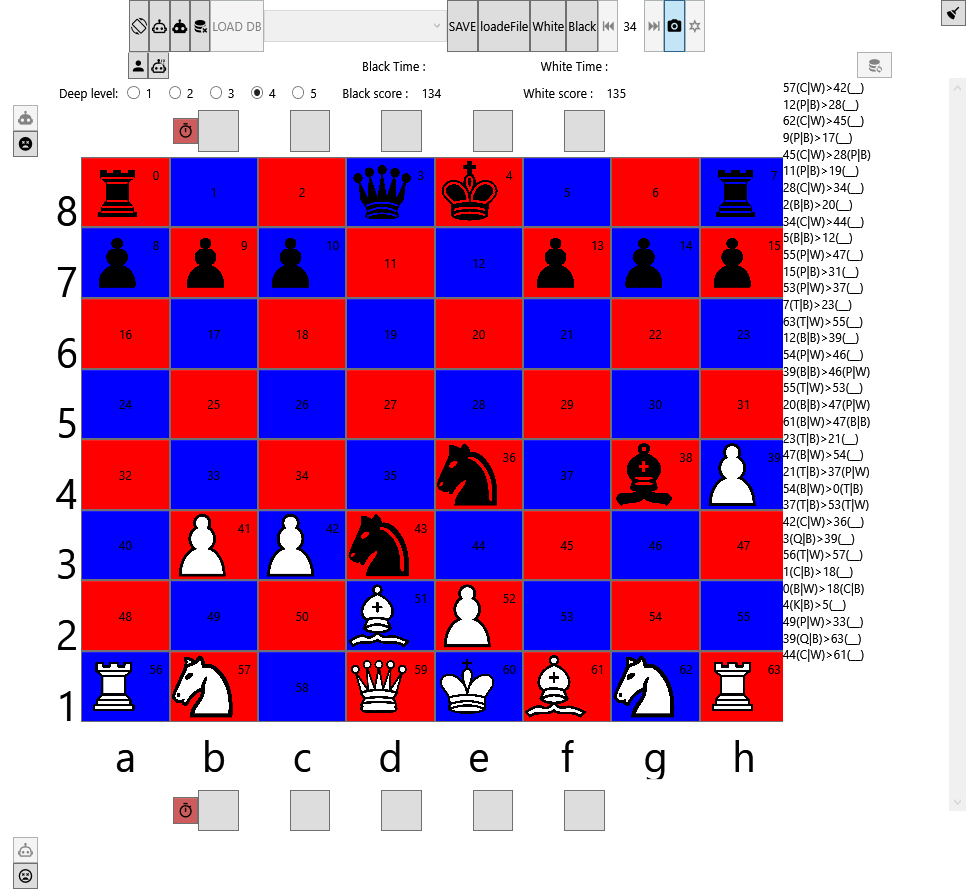 LOAD DB SAVE loadeFile White Black 34
Black Time : White Time :
Deep level: 1 2 3 4 5 Black score : 134 White score : 135
57(C|W)>42(__)
12(P|B)>28(__)
62(C|W)>45(__)
9(P|B)>17(__)
45(C|W)>28(P|B)
11(P|B)>19(__)
28(C|W)>34(__)
2(B|B)>20(__)
34(C|W)>44(__)
5(B|B)>12(__)
55(P|W)>47(__)
15(P|B)>31(__)
53(P|W)>37(__)
7(T|B)>23(__)
63(T|W)>55(__)
12(B|B)>39(__)
54(P|W)>46(__)
39(B|B)>46(P|W)
55(T|W)>53(__)
20(B|B)>47(P|W)
61(B|W)>47(B|B)
23(T|B)>21(__)
47(B|W)>54(__)
21(T|B)>37(P|W)
54(B|W)>0(T|B)
37(T|B)>53(T|W)
42(C|W)>36(__)
3(Q|B)>39(__)
56(T|W)>57(__)
1(C|B)>18(__)
0(B|W)>18(C|B)
4(K|B)>5(__)
49(P|W)>33(__)
39(Q|B)>63(__)
44(C|W)>61(__)
8 0 1 2 3 4 5 6 7
7 8 9 10 11 12 13 14 15
6 16 17 18 19 20 21 22 23
5 24 25 26 27 28 29 30 31
4 32 33 34 35 36 37 38 39
3 40 41 42 43 44 45 46 47
2 48 49 50 51 52 53 54 55
1 56 57 58 59 60 61 62 63
a b c d e f g h